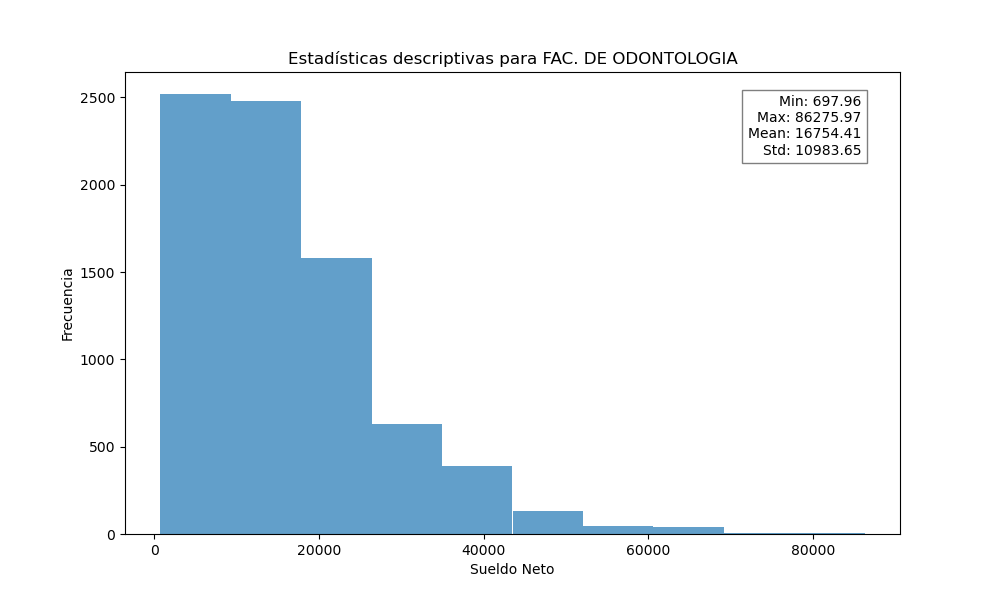 Estadísticas descriptivas para FAC. DE ODONTOLOGIA
Min: 697.96
Max: 86275.97
Mean: 16754.41
Std: 10983.65
Frecuencia
2500
2000
1500
1000
500
0
0 20000 40000 60000 80000
Sueldo Neto